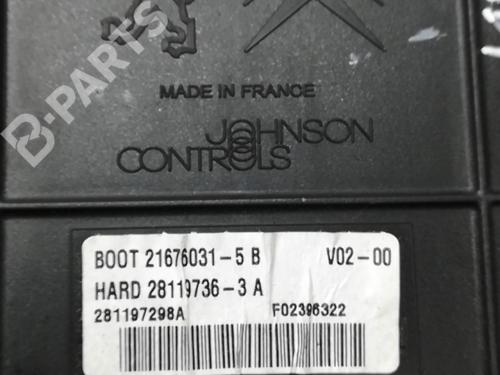 B-PARTS
MADE IN FRANCE
JOHNSON
CONTROLS
BOOT 21676031-5 B V02-00
HARD 28119736-3 A
281197298A F02396322